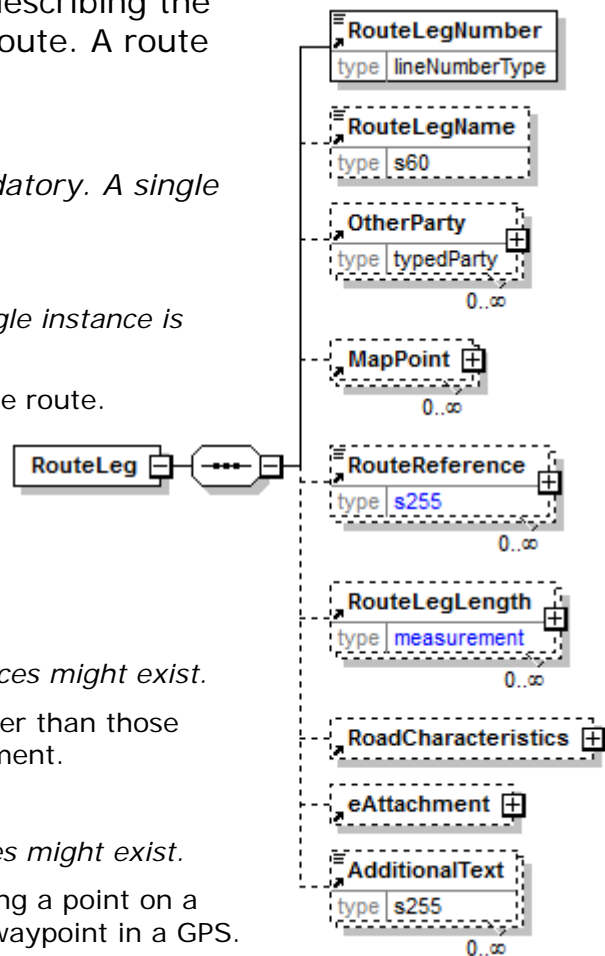 describing the
oute. A route
datory. A single
gle instance is
e route.
ces might exist.
er than those
ment.
es might exist.
ng a point on a
waypoint in a GPS.
RouteLeg
RouteLegNumber
type lineNumberType
RouteLegName
type s60
OtherParty
type typedParty
0..∞
MapPoint
0..∞
RouteReference
type s255
0..∞
RouteLegLength
type measurement
0..∞
RoadCharacteristics
eAttachment
AdditionalText
type s255
0..∞